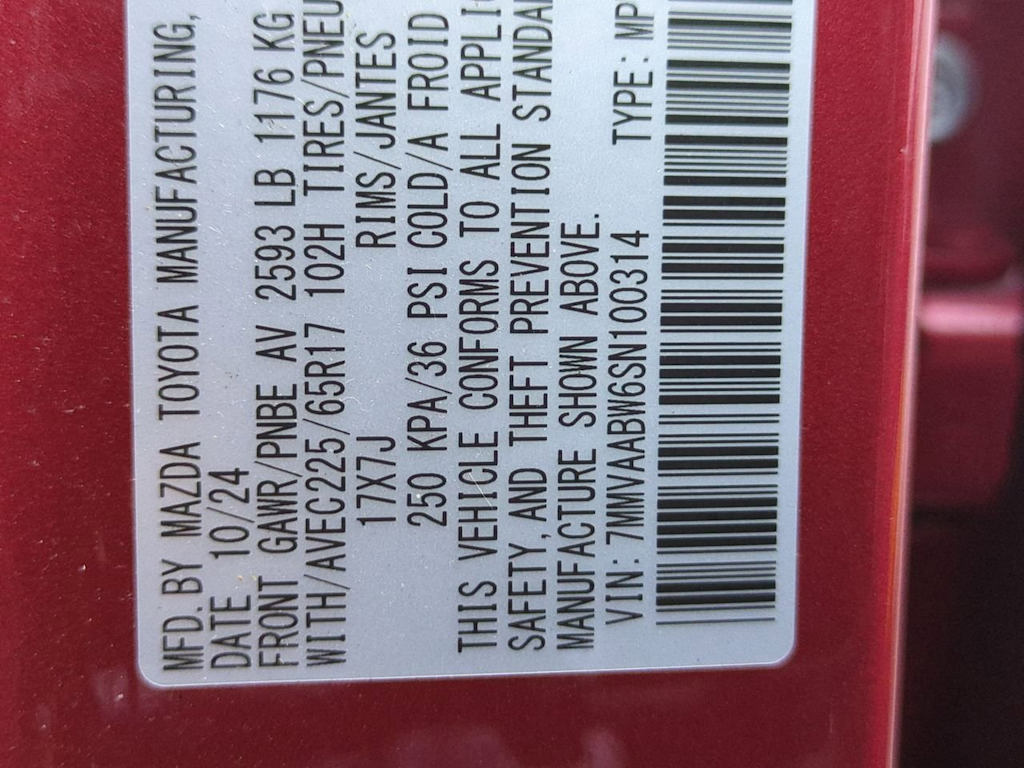 MFD.BY MAZDA TOYOTA MANUFACTURING,
DATE 10/24
FRONT GAWR/PNBE AV 2593 LB 1176 KG
WITH/AVEC225/65R17 102H TIRES/PNEU
17X7J RIMS/JANTES
250 KPA/36 PSI COLD/A FROID
THIS VEHICLE CONFORMS TO ALL APPLI
SAFETY,AND THEFT PREVENTION STANDA
MANUFACTURE SHOWN ABOVE.
VIN:7MMVAABW6SN100314 TYPE: MP